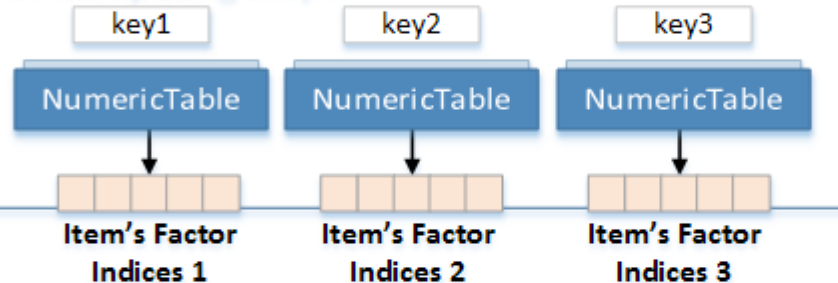 key1 key2 key3
NumericTable NumericTable NumericTable
Item's Factor Item's Factor Item's Factor
Indices 1 Indices 2 Indices 3